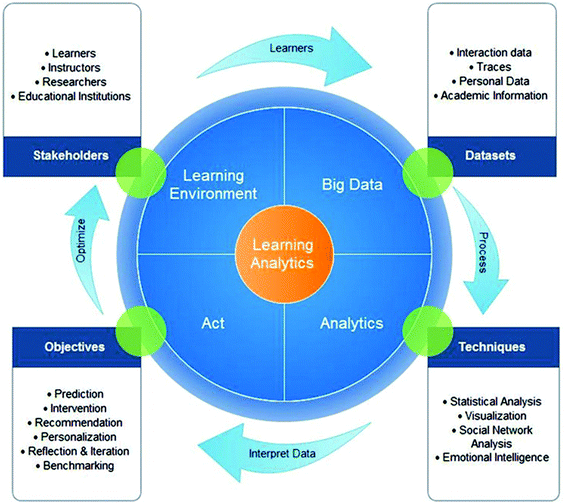 • Learners
• Instructors
• Researchers
• Educational Institutions
Stakeholders
Learners
• Interaction data
• Traces
• Personal Data
• Academic Information
Datasets
Learning
Environment
Big Data
Learning
Analytics
Act
Analytics
Optimize
Process
Objectives
• Prediction
• Intervention
• Recommendation
• Personalization
• Reflection & Iteration
• Benchmarking
Interpret Data
Techniques
• Statistical Analysis
• Visualization
• Social Network
Analysis
• Emotional Intelligence